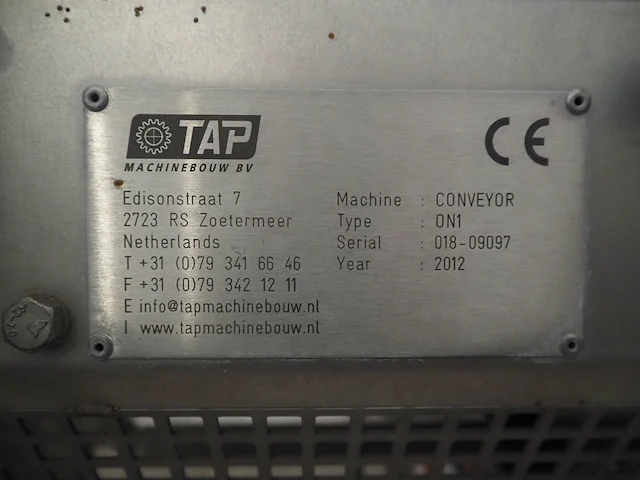 TAP
MACHINEBOUW BV
CE
Edisonstraat 7
2723 RS Zoetermeer
Netherlands
T +31 (0)79 341 66 46
F +31 (0)79 342 12 11
E info@tapmachinebouw.nl
I www.tapmachinebouw.nl
Machine : CONVEYOR
Type : ON1
Serial : 018-09097
Year : 2012